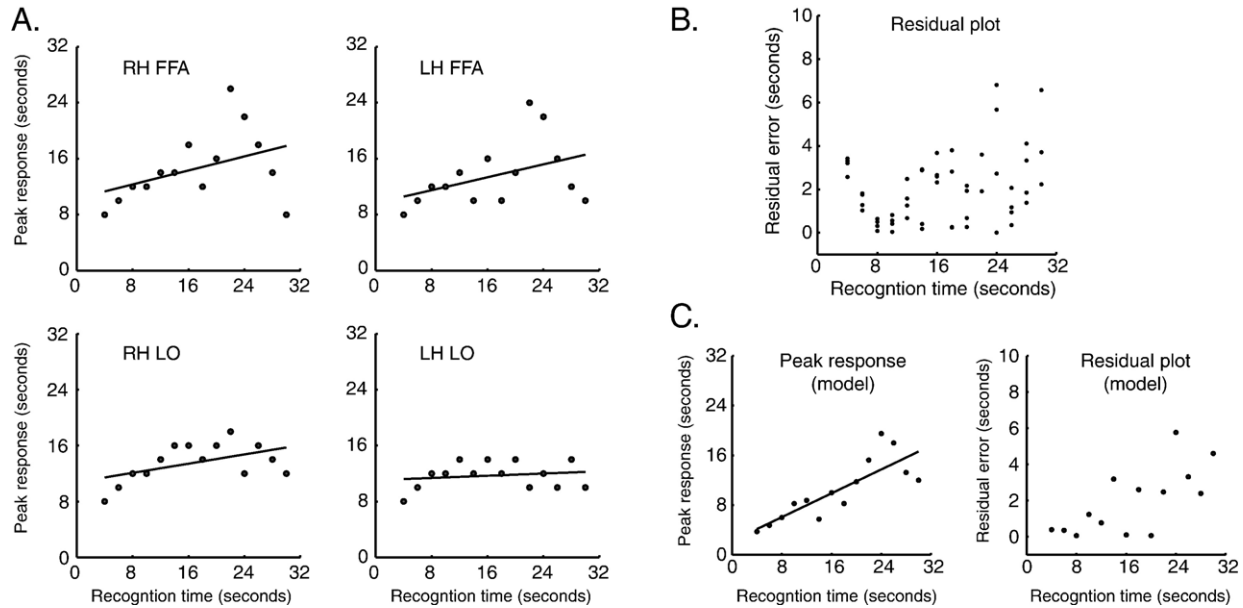 A.
RH FFA
LH FFA
Peak response (seconds)
32
24
16
8
0
0 8 16 24 32
32
24
16
8
0
0 8 16 24 32
RH LO
LH LO
Peak response (seconds)
32
24
16
8
0
0 8 16 24 32
Recogntion time (seconds)
32
24
16
8
0
0 8 16 24 32
Recogntion time (seconds)
B.
Residual plot
Residual error (seconds)
10
8
6
4
2
0
0 8 16 24 32
Recogntion time (seconds)
C.
Peak response
(model)
Peak response (seconds)
32
24
16
8
0
0 8 16 24 32
Recogntion time (seconds)
Residual plot
(model)
Residual error (seconds)
10
8
6
4
2
0
0 8 16 24 32
Recogntion time (seconds)